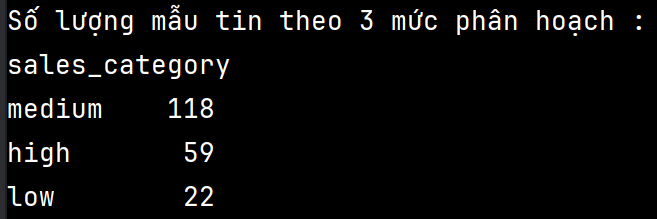 Số lượng mẫu tin theo 3 mức phân hoạch :
sales_category
medium    118
high       59
low        22